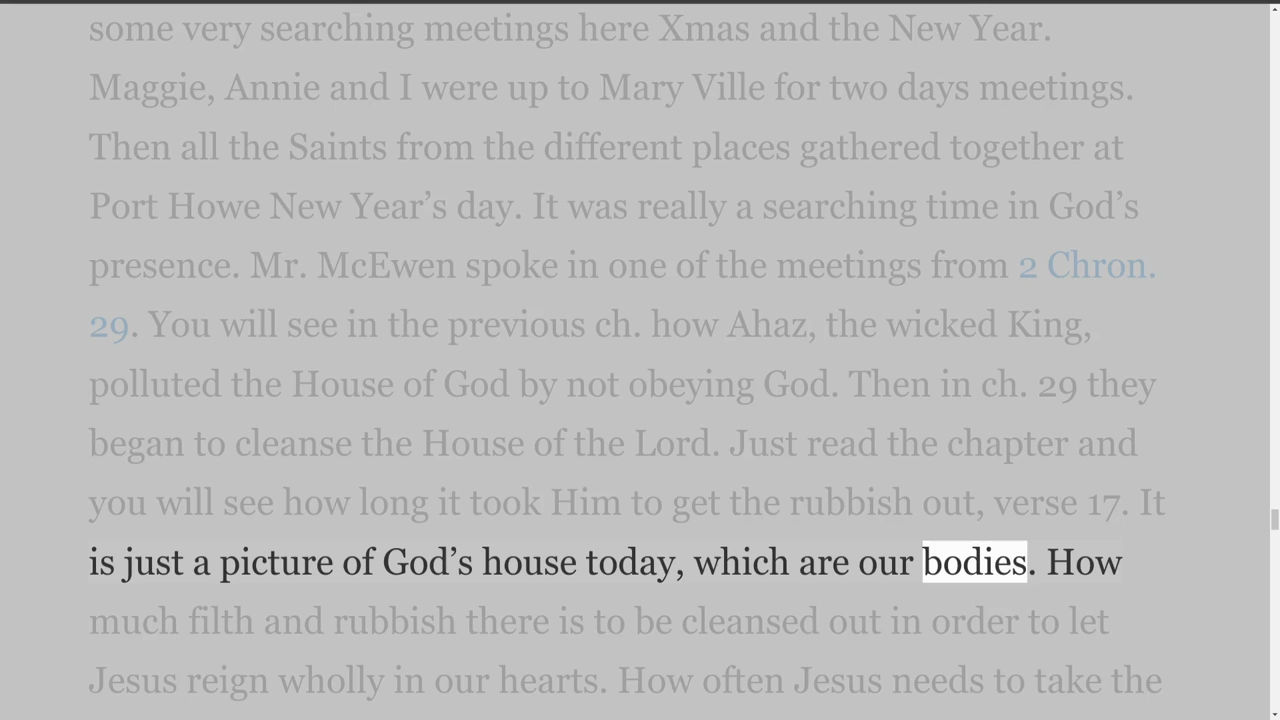 some very searching meetings here Xmas and the New Year.
Maggie, Annie and I were up to Mary Ville for two days meetings.
Then all the Saints from the different places gathered together at
Port Howe New Year’s day. It was really a searching time in God’s
presence. Mr. McEwen spoke in one of the meetings from 2 Chron.
29. You will see in the previous ch. how Ahaz, the wicked King,
polluted the House of God by not obeying God. Then in ch. 29 they
began to cleanse the House of the Lord. Just read the chapter and
you will see how long it took Him to get the rubbish out, verse 17. It
is just a picture of God’s house today, which are our bodies. How
much filth and rubbish there is to be cleansed out in order to let
Jesus reign wholly in our hearts. How often Jesus needs to take the